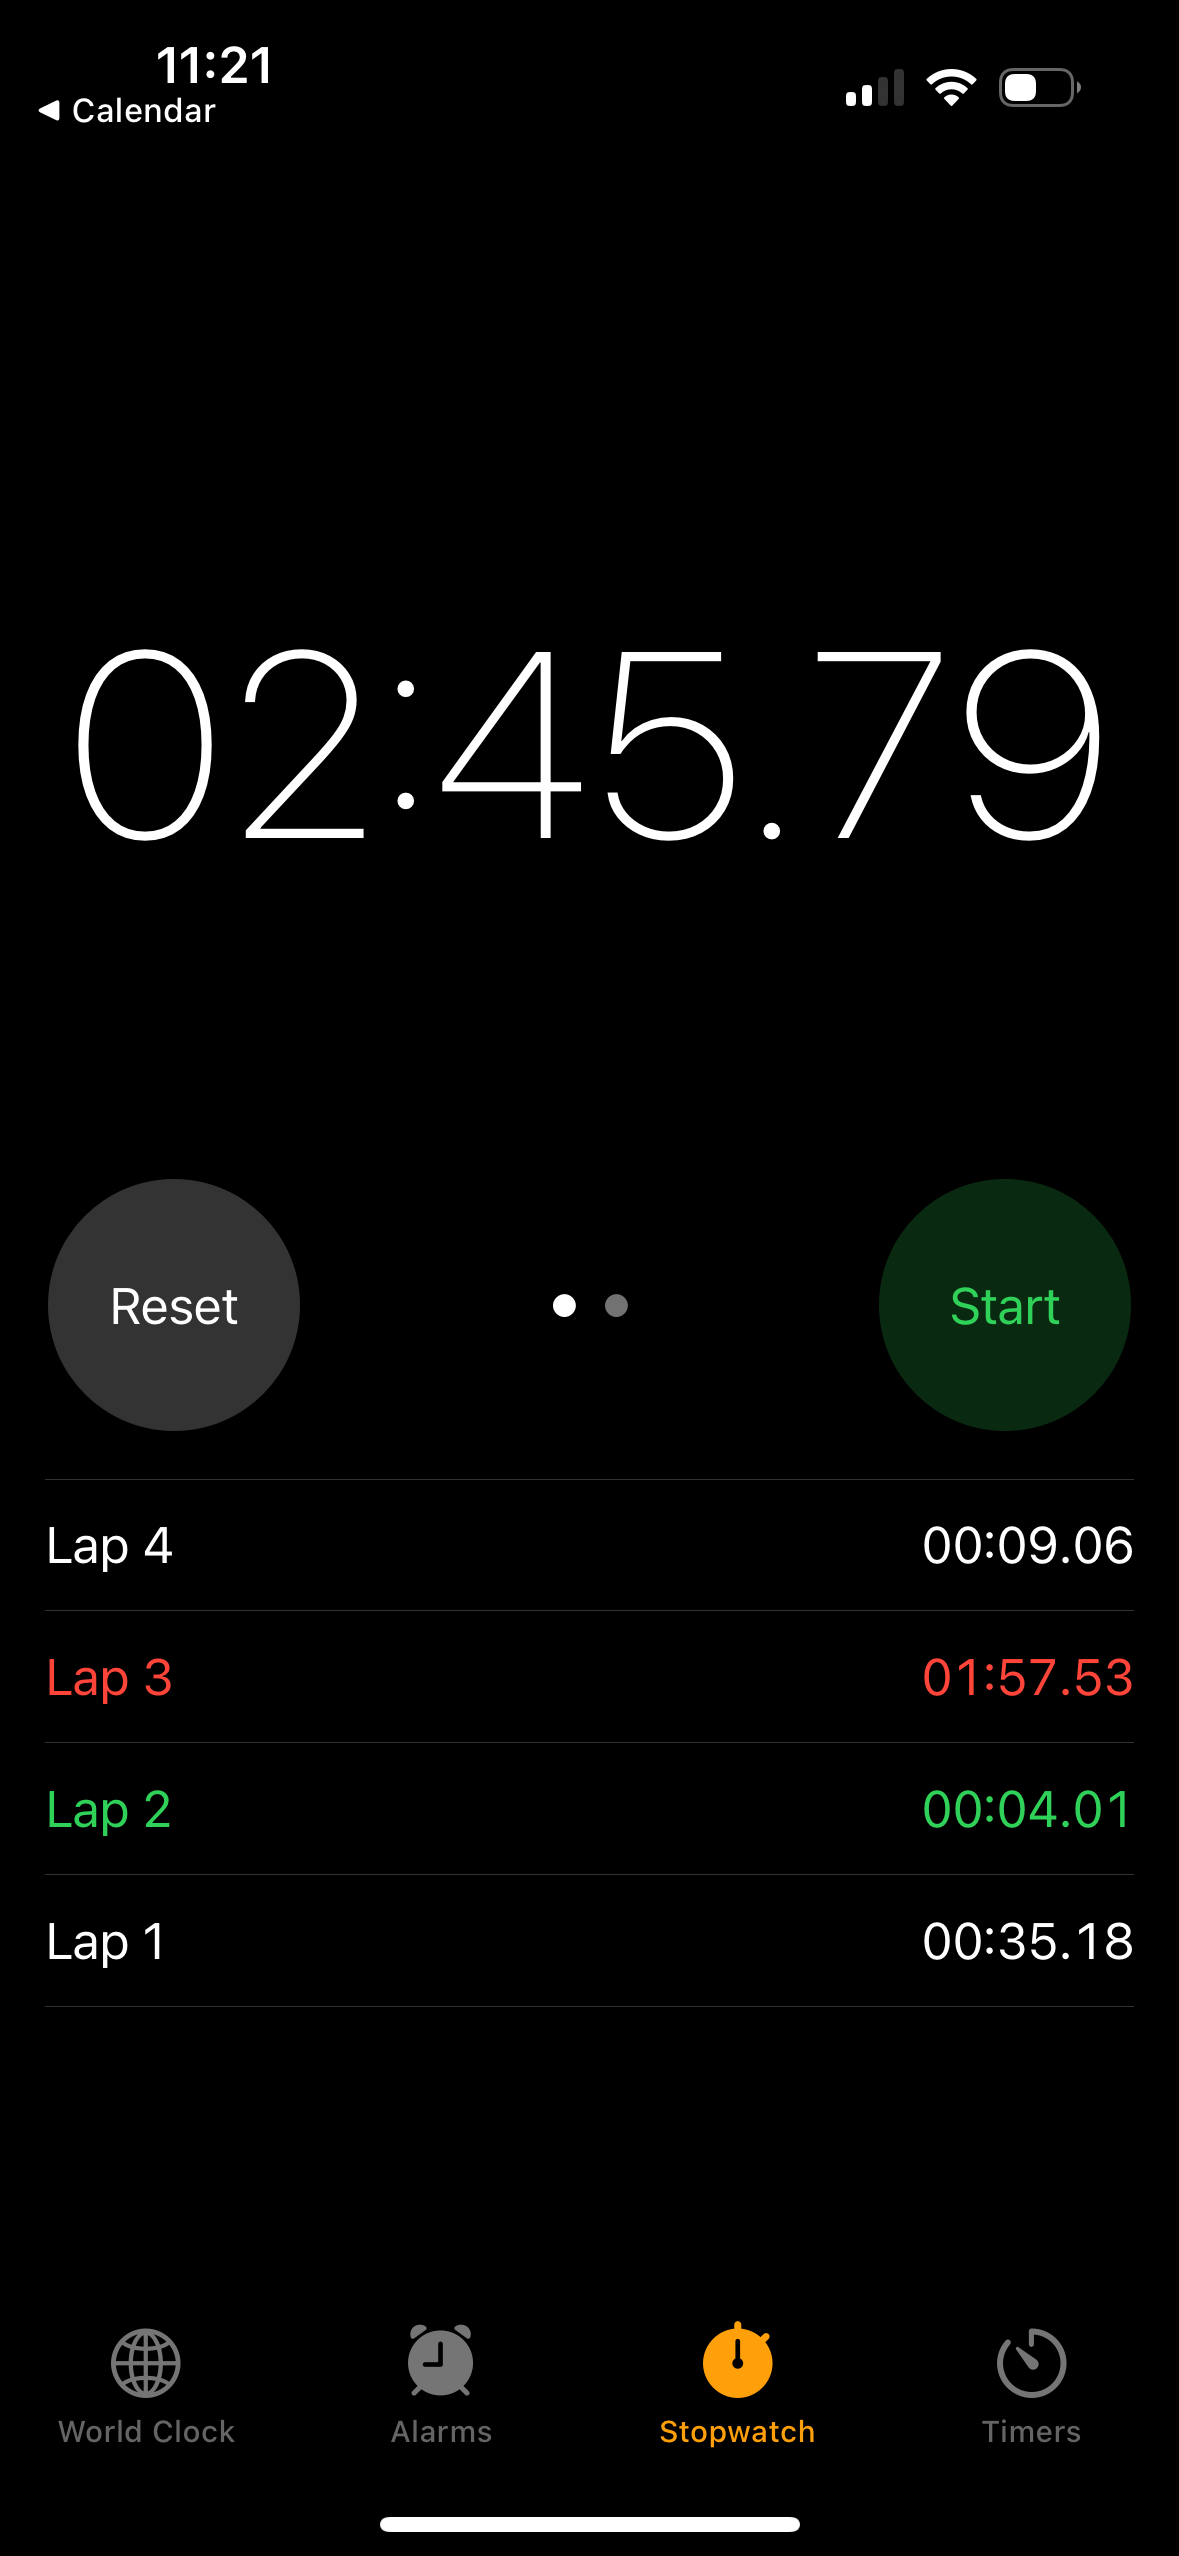 11:21
Calendar
02:45.79
Reset
Start
Lap 4 00:09.06
Lap 3 01:57.53
Lap 2 00:04.01
Lap 1 00:35.18
World Clock Alarms Stopwatch Timers